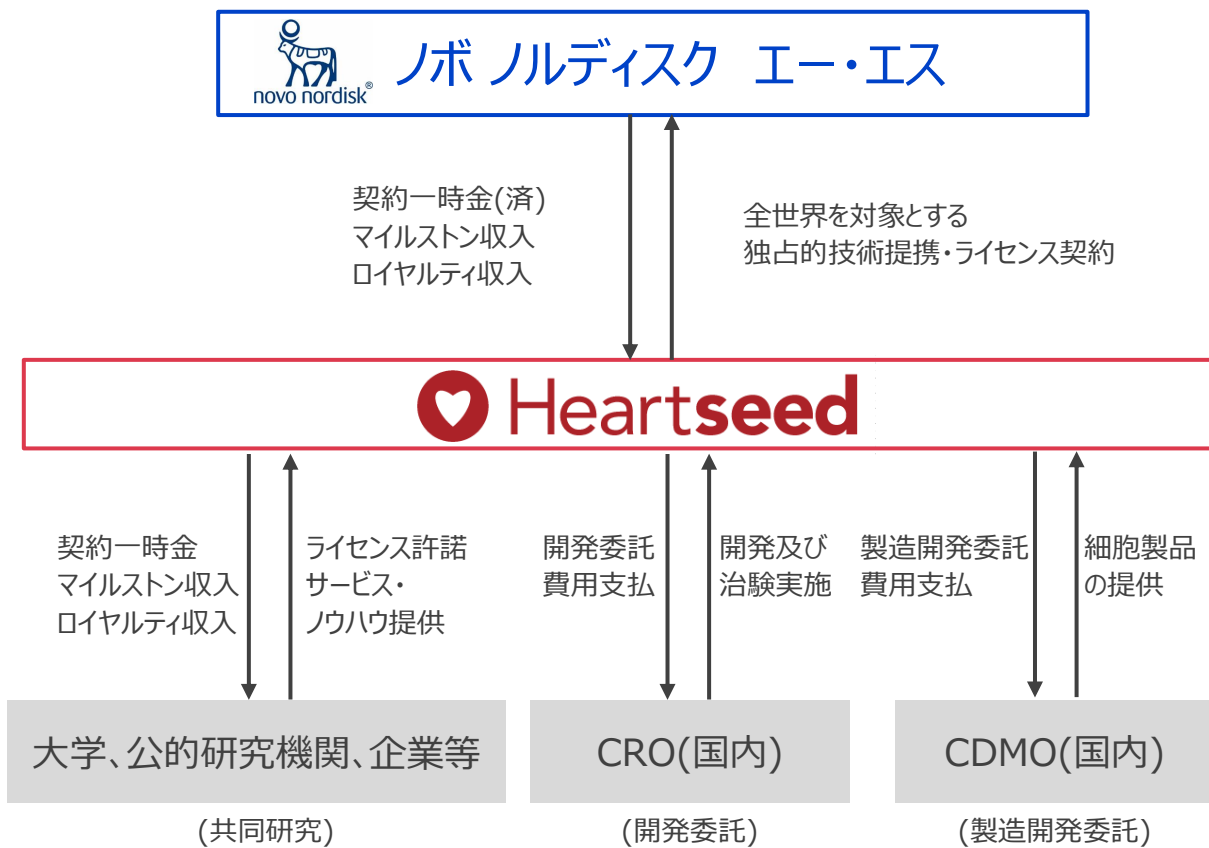 novo nordisk®
ノボ ノルディスク エー・エス
契約一時金(済)
マイルストン収入
ロイヤルティ収入
全世界を対象とする
独占的技術提携・ライセンス契約
Heartseed
契約一時金
マイルストン収入
ロイヤルティ収入
ライセンス許諾
サービス・
ノウハウ提供
開発委託
費用支払
開発及び
治験実施
製造開発委託
費用支払
細胞製品
の提供
大学、公的研究機関、企業等
(共同研究)
CRO(国内)
(開発委託)
CDMO(国内)
(製造開発委託)